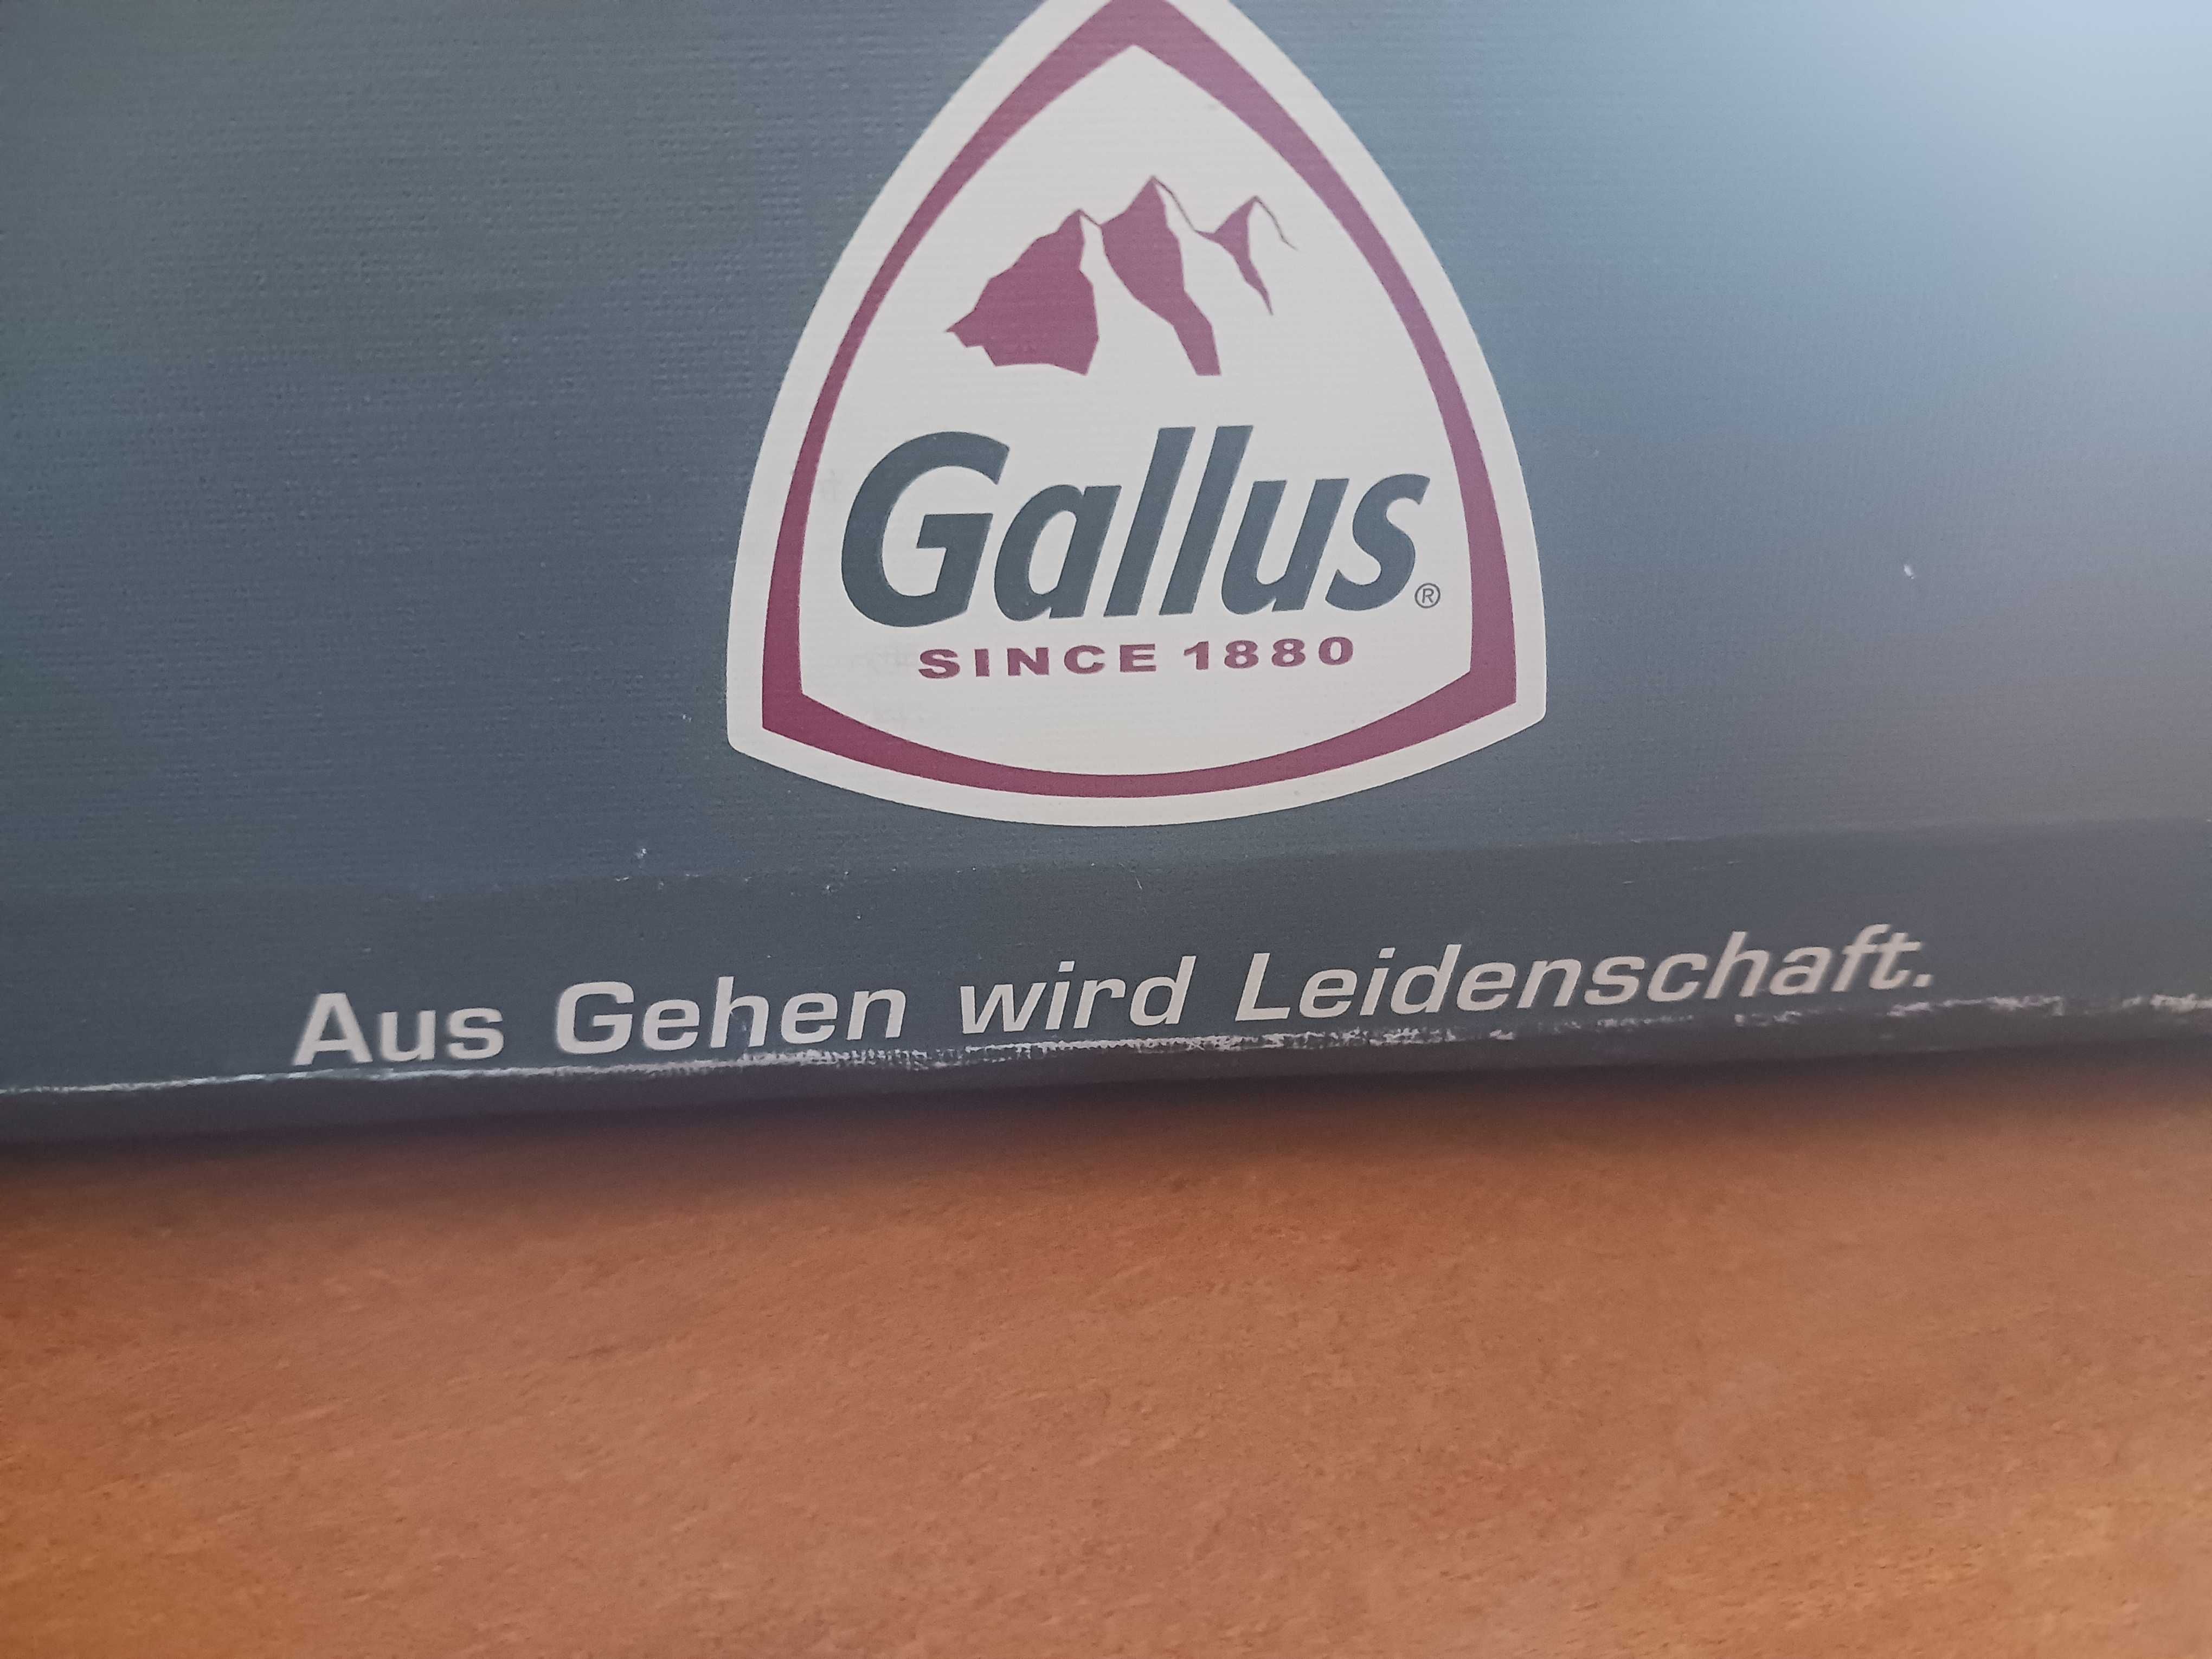 Gallus®
SINCE 1880
Aus Gehen wird Leidenschaft.